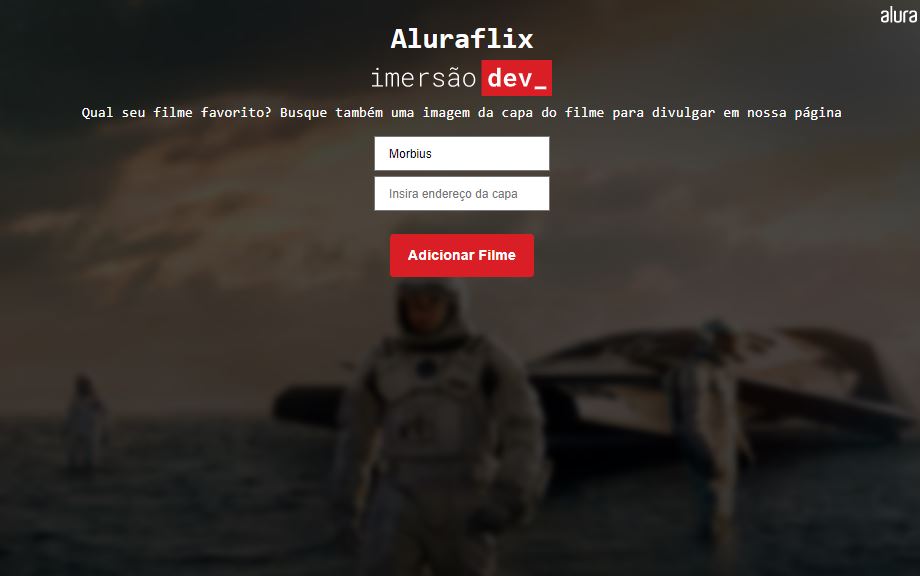 alura
Aluraflix
imersão dev_
Qual seu filme favorito? Busque também uma imagem da capa do filme para divulgar em nossa página
Morbius
Insira endereço da capa
Adicionar Filme